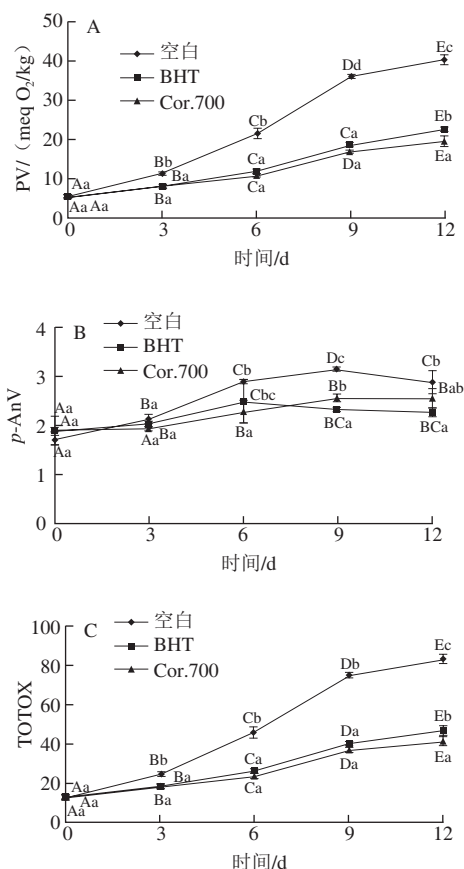 A
空白
BHT
Cor.700
PV/（meq O₂/kg）
50
40
30
20
10
0
Aa
Aa
Aa
Bb
Ba
Ba
Cb
Ca
Ca
Dd
Ca
Da
Ec
Eb
Ea
0
3
6
9
12
时间/d
B
空白
BHT
Cor.700
p-AnV
4
3
2
1
0
Aa
Aa
Aa
Ba
Aa
Ba
Cb
Cbc
Ba
Dc
Bb
BCa
Cb
Bab
BCa
0
3
6
9
12
时间/d
C
空白
BHT
Cor.700
TOTOX
100
80
60
40
20
0
Aa
Aa
Aa
Bb
Ba
Ba
Cb
Ca
Ca
Db
Da
Da
Ec
Eb
Ea
0
3
6
9
12
时间/d